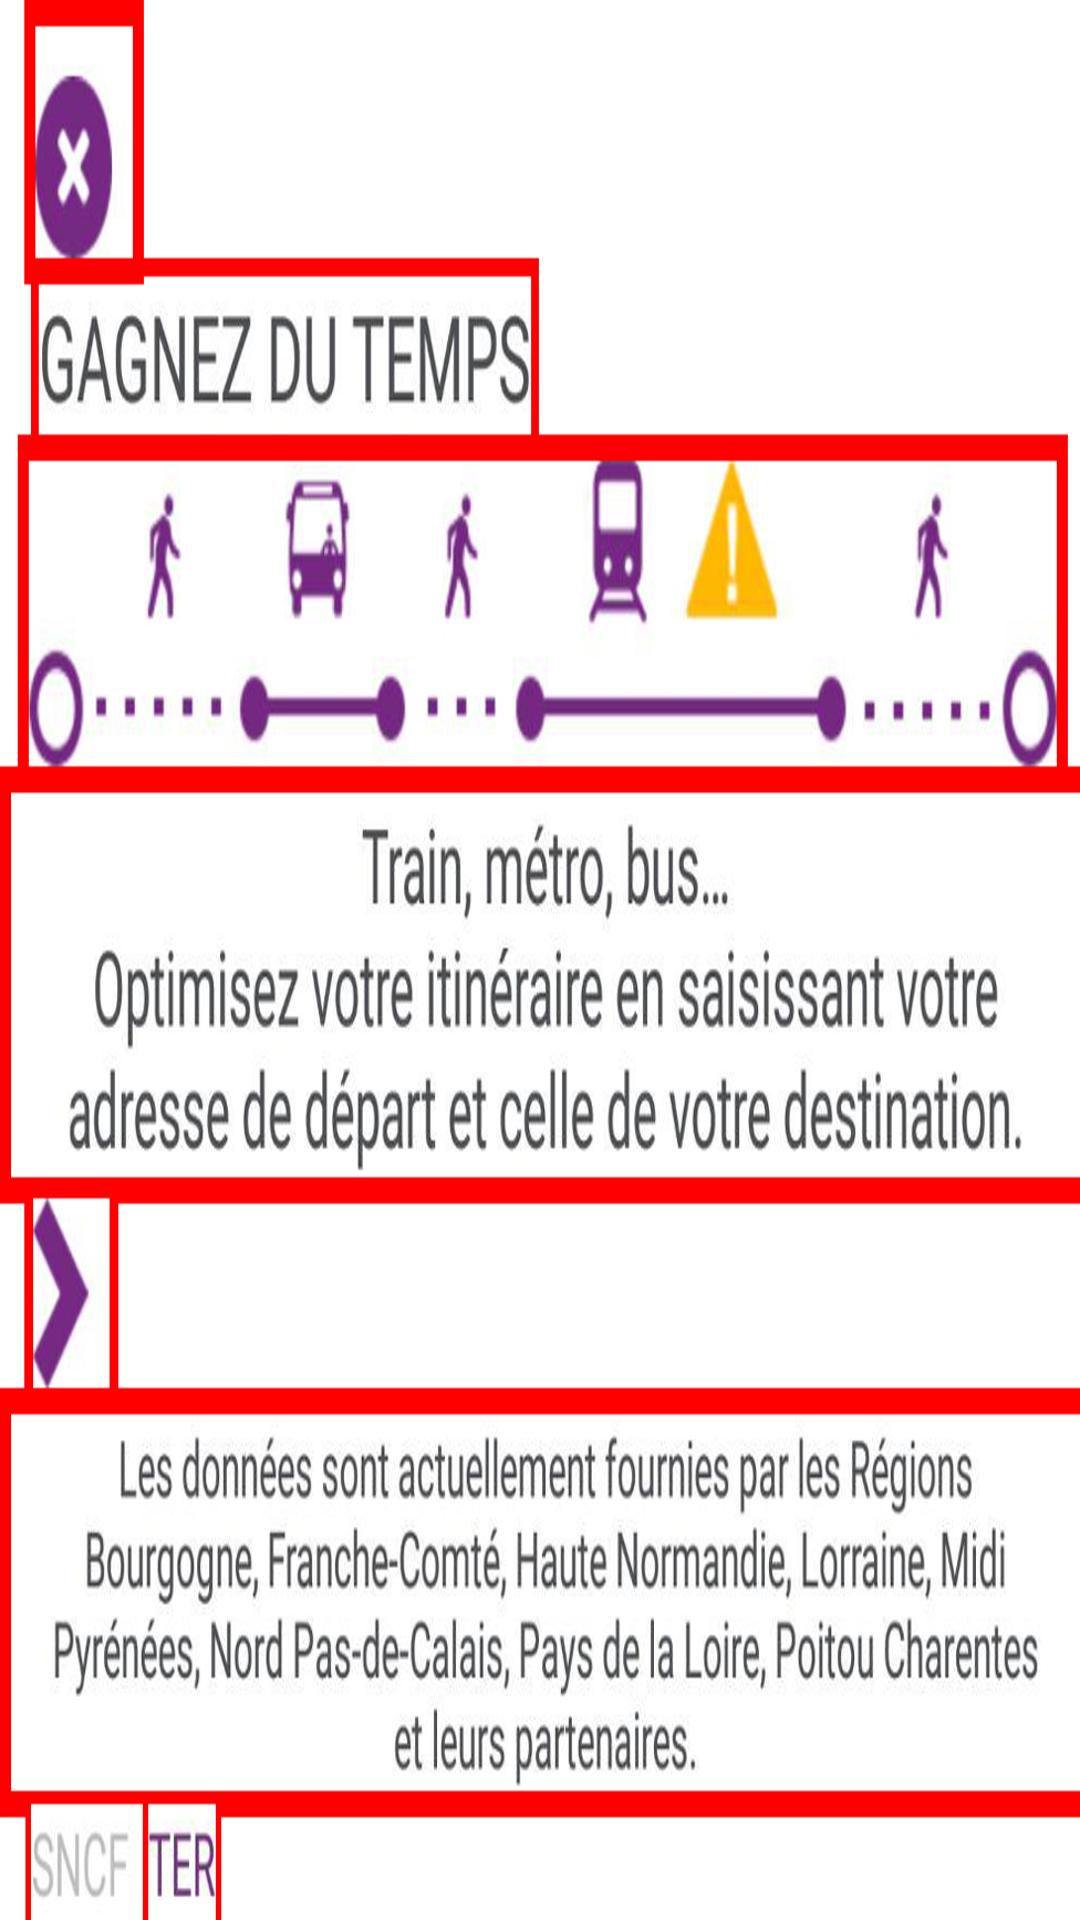 GAGNEZ DU TEMPS
Train, métro, bus...
Optimisez votre itinéraire en saisissant votre
adresse de départ et celle de votre destination.
Les données sont actuellement fournies par les Régions
Bourgogne, Franche-Comté, Haute Normandie, Lorraine, Midi
Pyrénées, Nord Pas-de-Calais, Pays de la Loire, Poitou Charentes
et leurs partenaires.
SNCF TER